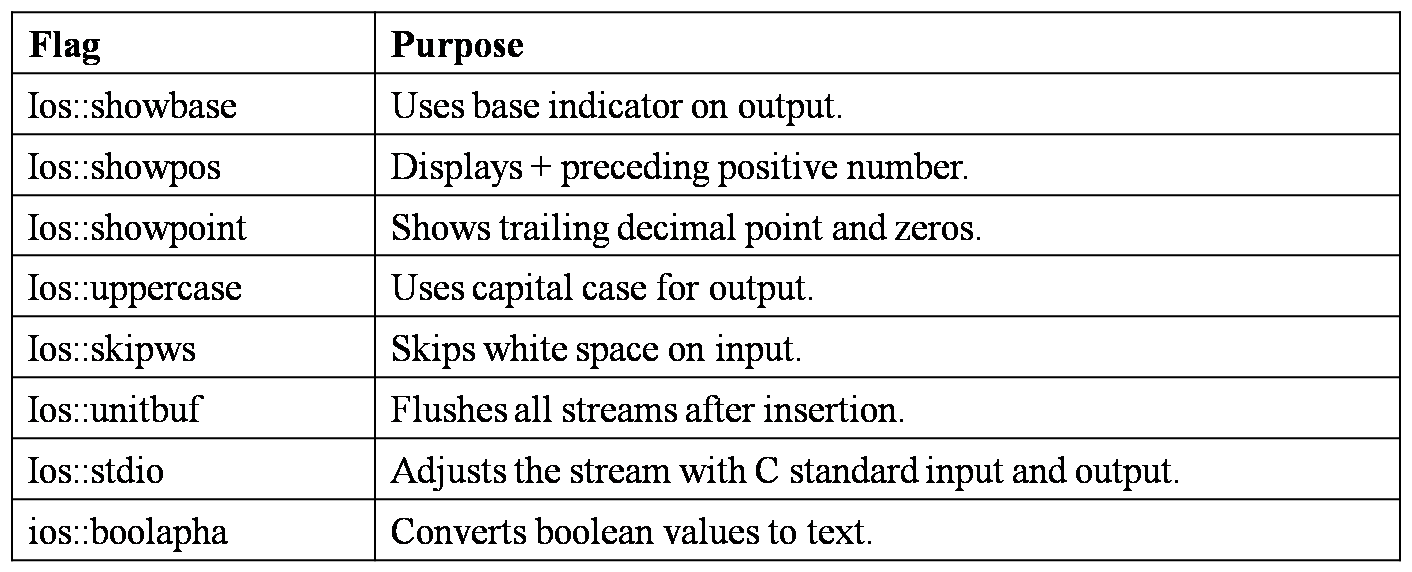 Flag Purpose
Ios::showbase Uses base indicator on output.
Ios::showpos Displays + preceding positive number.
Ios::showpoint Shows trailing decimal point and zeros.
Ios::uppercase Uses capital case for output.
Ios::skipws Skips white space on input.
Ios::unitbuf Flushes all streams after insertion.
Ios::stdio Adjusts the stream with C standard input and output.
ios::boolapha Converts boolean values to text.